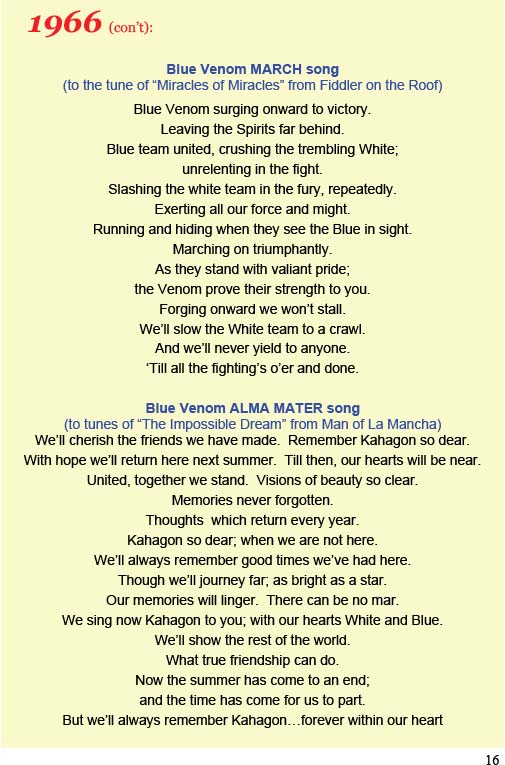 1966 (con’t):
Blue Venom MARCH song
(to the tune of “Miracles of Miracles” from Fiddler on the Roof)
Blue Venom surging onward to victory.
Leaving the Spirits far behind.
Blue team united, crushing the trembling White;
unrelenting in the fight.
Slashing the white team in the fury, repeatedly.
Exerting all our force and might.
Running and hiding when they see the Blue in sight.
Marching on triumphantly.
As they stand with valiant pride;
the Venom prove their strength to you.
Forging onward we won’t stall.
We’ll slow the White team to a crawl.
And we’ll never yield to anyone.
‘Till all the fighting’s o’er and done.
Blue Venom ALMA MATER song
(to tunes of “The Impossible Dream” from Man of La Mancha)
We’ll cherish the friends we have made.  Remember Kahagon so dear.
With hope we’ll return here next summer.  Till then, our hearts will be near.
United, together we stand.  Visions of beauty so clear.
Memories never forgotten.
Thoughts  which return every year.
Kahagon so dear; when we are not here.
We’ll always remember good times we’ve had here.
Though we’ll journey far; as bright as a star.
Our memories will linger.  There can be no mar.
We sing now Kahagon to you; with our hearts White and Blue.
We’ll show the rest of the world.
What true friendship can do.
Now the summer has come to an end;
and the time has come for us to part.
But we’ll always remember Kahagon…forever within our heart
16